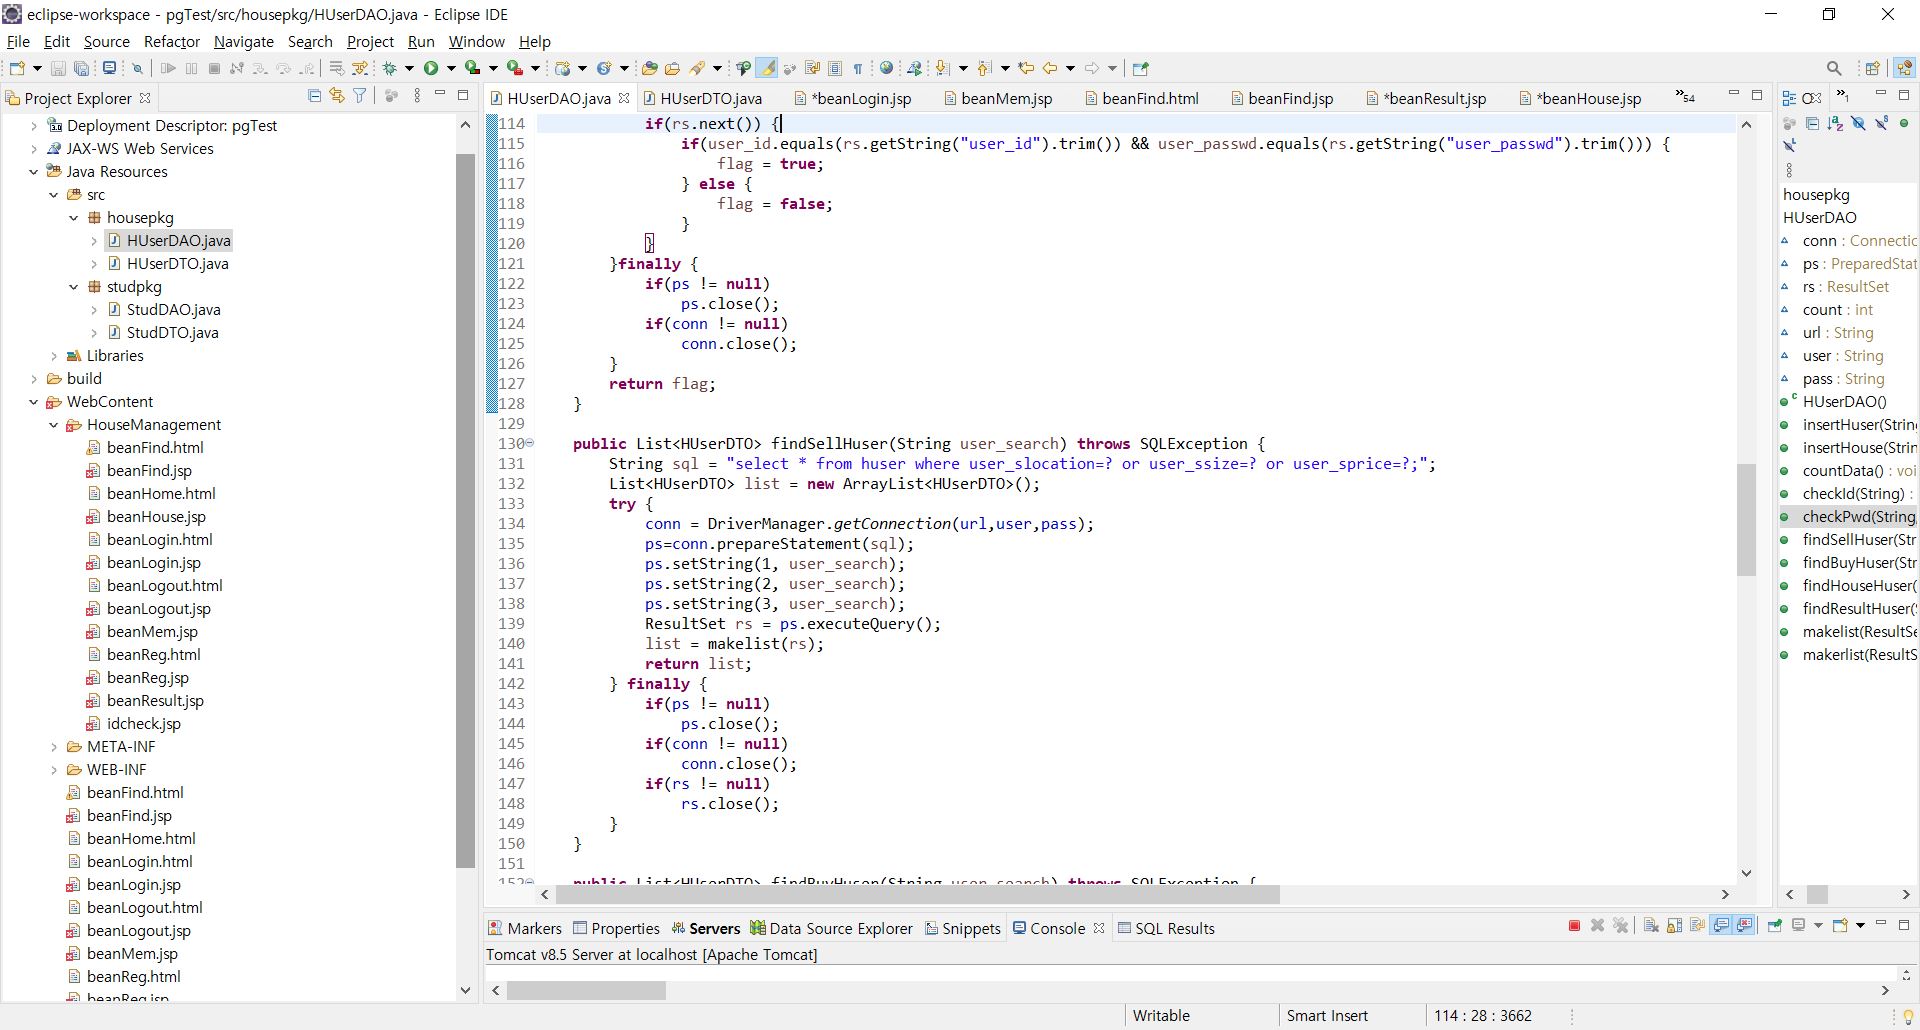 eclipse-workspace - pgTest/src/housepkg/HUserDAO.java - Eclipse IDE
File Edit Source Refactor Navigate Search Project Run Window Help
Project Explorer
Deployment Descriptor: pgTest
JAX-WS Web Services
Java Resources
src
housepkg
HUserDAO.java
HUserDTO.java
studpkg
StudDAO.java
StudDTO.java
Libraries
build
WebContent
HouseManagement
beanFind.html
beanFind.jsp
beanHome.html
beanHouse.jsp
beanLogin.html
beanLogin.jsp
beanLogout.html
beanLogout.jsp
beanMem.jsp
beanReg.html
beanReg.jsp
beanResult.jsp
idcheck.jsp
META-INF
WEB-INF
beanFind.html
beanFind.jsp
beanHome.html
beanLogin.html
beanLogin.jsp
beanLogout.html
beanLogout.jsp
beanMem.jsp
beanReg.html
beanReg.jsp
HUserDAO.java HUserDTO.java *beanLogin.jsp beanMem.jsp beanFind.html beanFind.jsp *beanResult.jsp *beanHouse.jsp »54
114 if(rs.next()) {
115 if(user_id.equals(rs.getString("user_id").trim()) && user_passwd.equals(rs.getString("user_passwd").trim())) {
116 flag = true;
117 } else {
118 flag = false;
119 }
120 }
121 }finally {
122 if(ps != null)
123 ps.close();
124 if(conn != null)
125 conn.close();
126 }
127 return flag;
128 }
129
130 public List<HUserDTO> findSellHuser(String user_search) throws SQLException {
131 String sql = "select * from huser where user_slocation=? or user_ssize=? or user_sprice=?;";
132 List<HUserDTO> list = new ArrayList<HUserDTO>();
133 try {
134 conn = DriverManager.getConnection(url,user,pass);
135 ps=conn.prepareStatement(sql);
136 ps.setString(1, user_search);
137 ps.setString(2, user_search);
138 ps.setString(3, user_search);
139 ResultSet rs = ps.executeQuery();
140 list = makelist(rs);
141 return list;
142 } finally {
143 if(ps != null)
144 ps.close();
145 if(conn != null)
146 conn.close();
147 if(rs != null)
148 rs.close();
149 }
150 }
151
152 public List<HUserDTO> findBuyHuser(String user_search) throws SQLException {
»1
housepkg
HUserDAO
conn : Connectic
ps : PreparedStat
rs : ResultSet
count : int
url : String
user : String
pass : String
HUserDAO()
insertHuser(Strin
insertHouse(Strin
countData() : voi
checkId(String) :
checkPwd(String,
findSellHuser(Str
findBuyHuser(Str
findHouseHuser(
findResultHuser(
makelist(ResultSe
makerlist(ResultS
Markers Properties Servers Data Source Explorer Snippets Console SQL Results
Tomcat v8.5 Server at localhost [Apache Tomcat]
Writable Smart Insert 114 : 28 : 3662